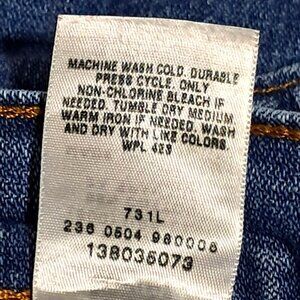 MACHINE WASH COLD, DURABLE
PRESS CYCLE. ONLY
NON-CHLORINE BLEACH IF
NEEDED. TUMBLE DRY MEDIUM.
WARM IRON IF NEEDED. WASH
AND DRY WITH LIKE COLORS.
WPL 423
731L
236 0504 980008
138035073